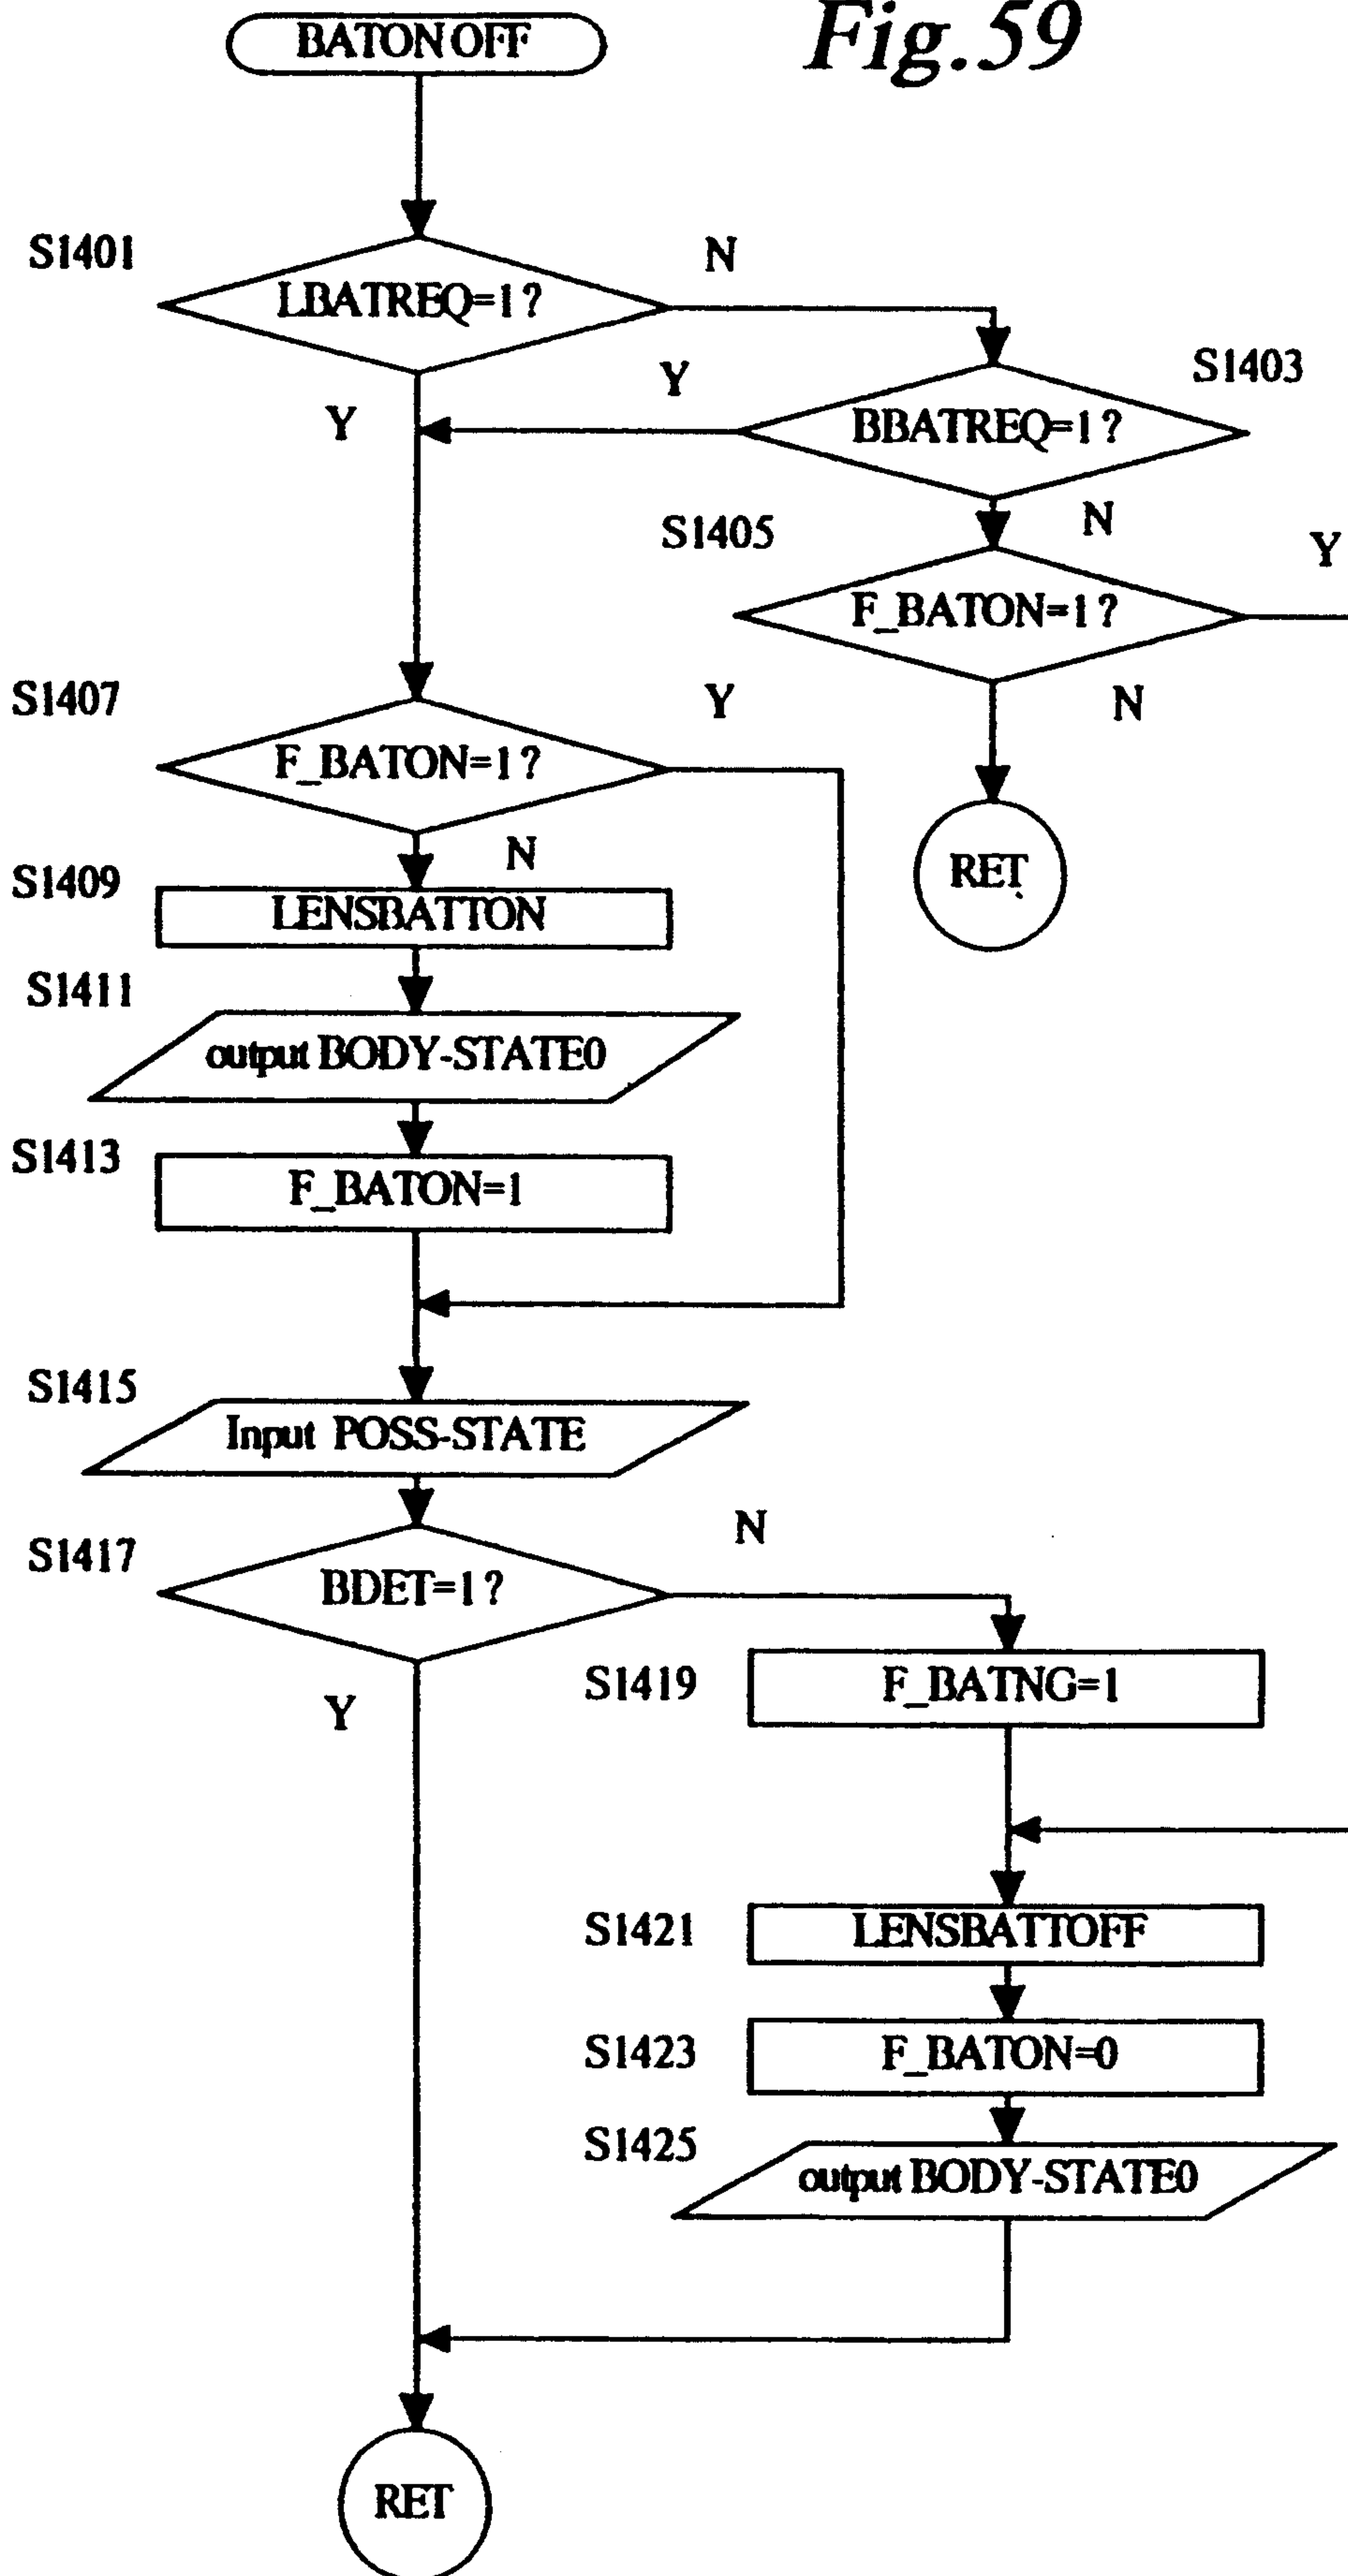 Fig.59
BATON OFF
S1401
LBATREQ=1?
N
Y
Y
S1403
BBATREQ=1?
N
S1405
F_BATON=1?
Y
N
RET
S1407
F_BATON=1?
Y
N
S1409
LENSBATTON
S1411
output BODY-STATE0
S1413
F_BATON=1
S1415
Input POSS-STATE
S1417
BDET=1?
N
Y
S1419
F_BATNG=1
S1421
LENSBATTOFF
S1423
F_BATON=0
S1425
output BODY-STATE0
RET